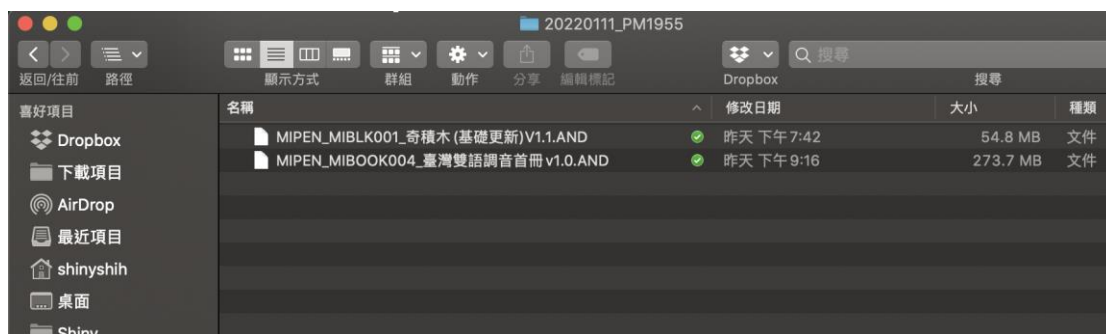 20220111_PM1955
返回/往前 路徑 顯示方式 群組 動作 分享 編輯標記 Dropbox 搜尋
搜尋
喜好項目
Dropbox
下載項目
AirDrop
最近項目
shinyshih
桌面
Shiny
名稱 修改日期 大小 種類
MIPEN_MIBLK001_奇積木 (基礎更新)V1.1.AND 昨天 下午 7:42 54.8 MB 文件
MIPEN_MIBOOK004_臺灣雙語調音首冊 v1.0.AND 昨天 下午 9:16 273.7 MB 文件